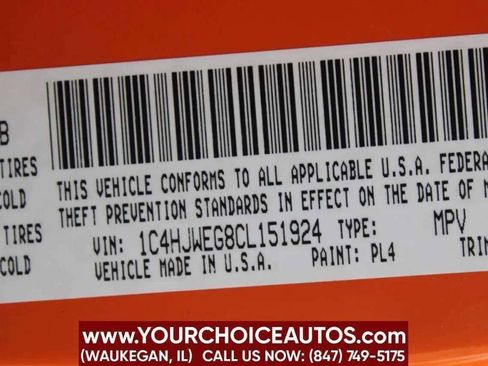 B
TIRES
COLD
TIRES
COLD
THIS VEHICLE CONFORMS TO ALL APPLICABLE U.S.A. FEDERA
THEFT PREVENTION STANDARDS IN EFFECT ON THE DATE OF M
VIN: 1C4HJWEG8CL151924 TYPE: MPV
VEHICLE MADE IN U.S.A. PAINT: PL4 TRIM
WWW.YOURCHOICEAUTOS.COM
(WAUKEGAN, IL) CALL US NOW: (847) 749-5175